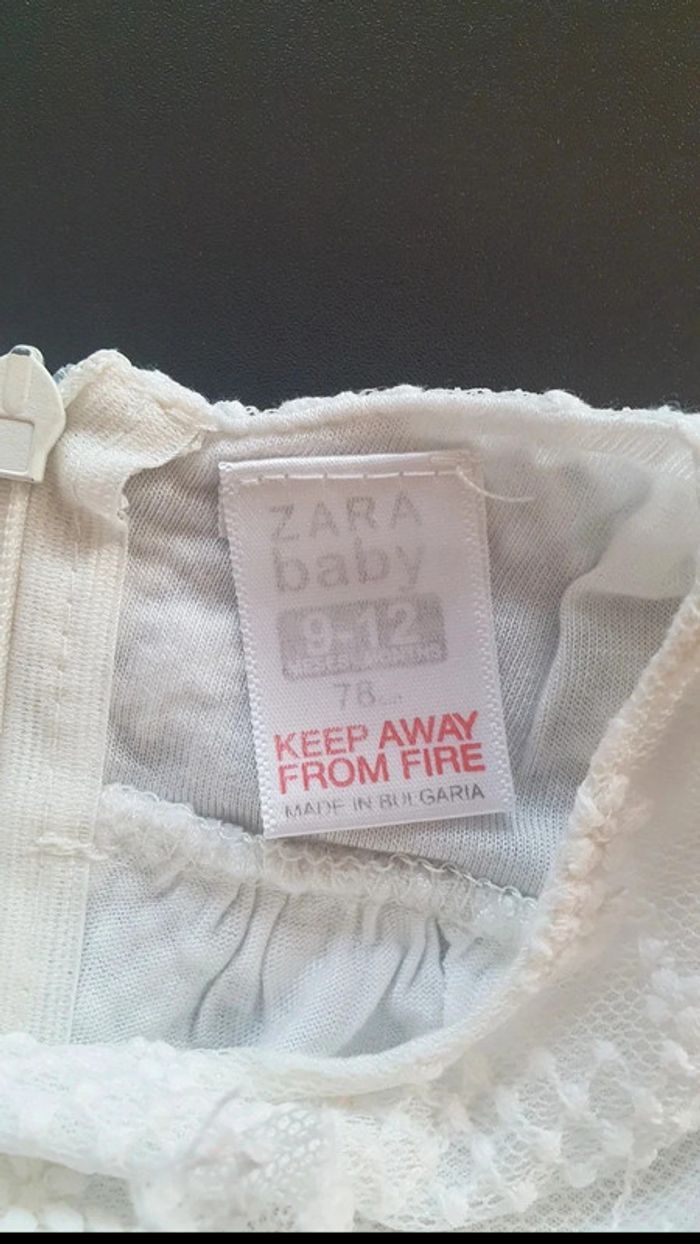 ZARA
baby
9-12
MESES-MONTHS
78
KEEP AWAY
FROM FIRE
MADE IN BULGARIA